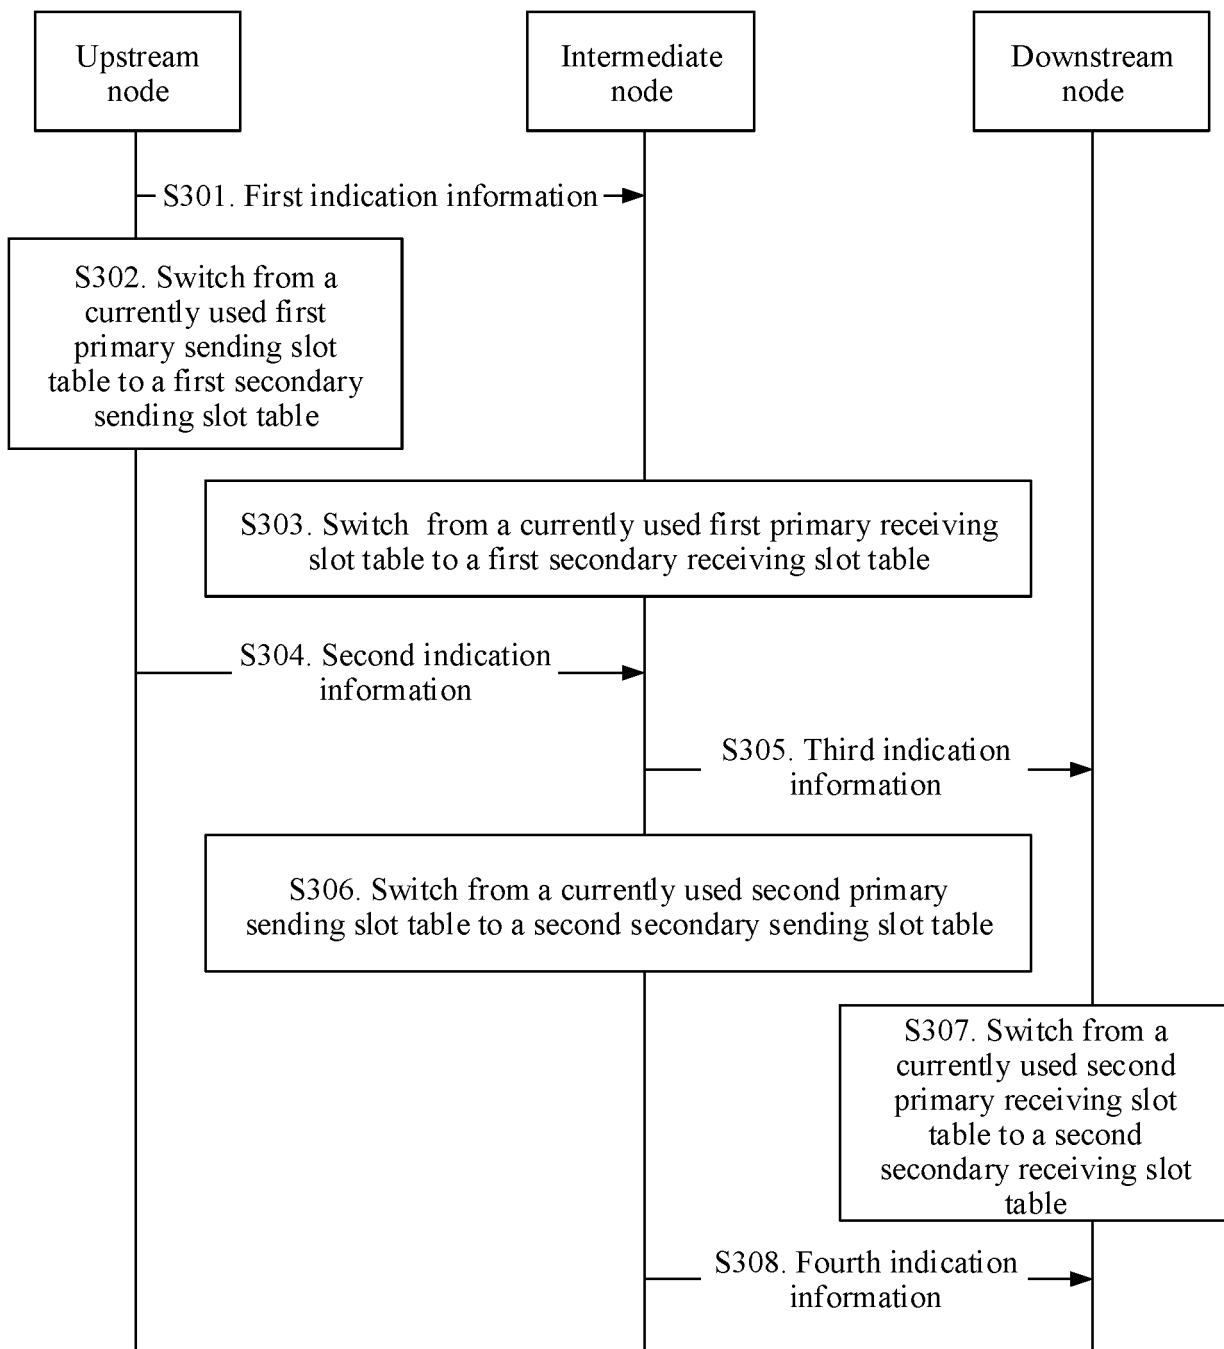 Upstream
node
Intermediate
node
Downstream
node
S301. First indication information
S302. Switch from a
currently used first
primary sending slot
table to a first secondary
sending slot table
S303. Switch from a currently used first primary receiving
slot table to a first secondary receiving slot table
S304. Second indication
information
S305. Third indication
information
S306. Switch from a currently used second primary
sending slot table to a second secondary sending slot table
S307. Switch from a
currently used second
primary receiving slot
table to a second
secondary receiving slot
table
S308. Fourth indication
information